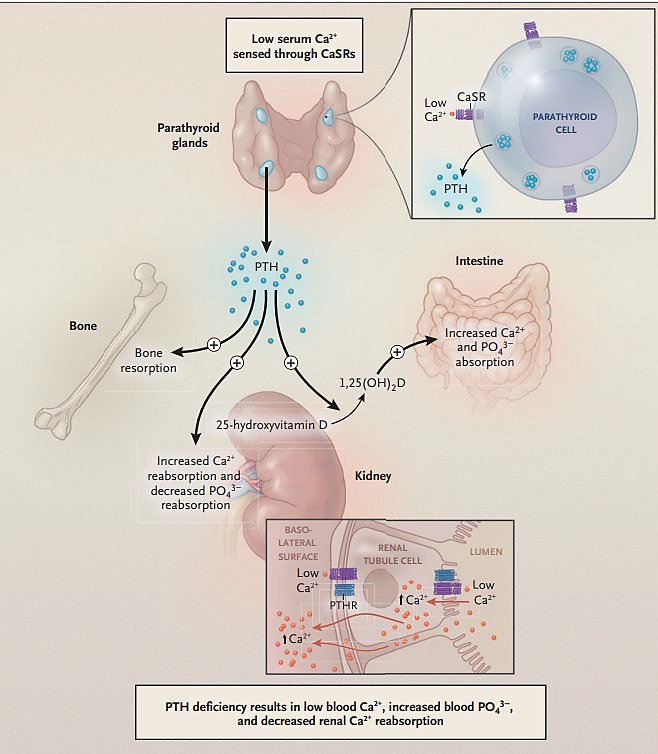 Low serum Ca²⁺
sensed through CaSRs
Parathyroid
glands
Low
Ca²⁺
CaSR
PARATHYROID
CELL
PTH
PTH
Bone
Bone
resorption
Intestine
Increased Ca²⁺
and PO₄³⁻
absorption
1,25(OH)₂D
25-hydroxyvitamin D
Increased Ca²⁺
reabsorption and
decreased PO₄³⁻
reabsorption
Kidney
BASO-
LATERAL
SURFACE
RENAL
TUBULE CELL
LUMEN
Low
Ca²⁺
PTHR
↑Ca²⁺
Low
Ca²⁺
↑Ca²⁺
PTH deficiency results in low blood Ca²⁺, increased blood PO₄³⁻,
and decreased renal Ca²⁺ reabsorption